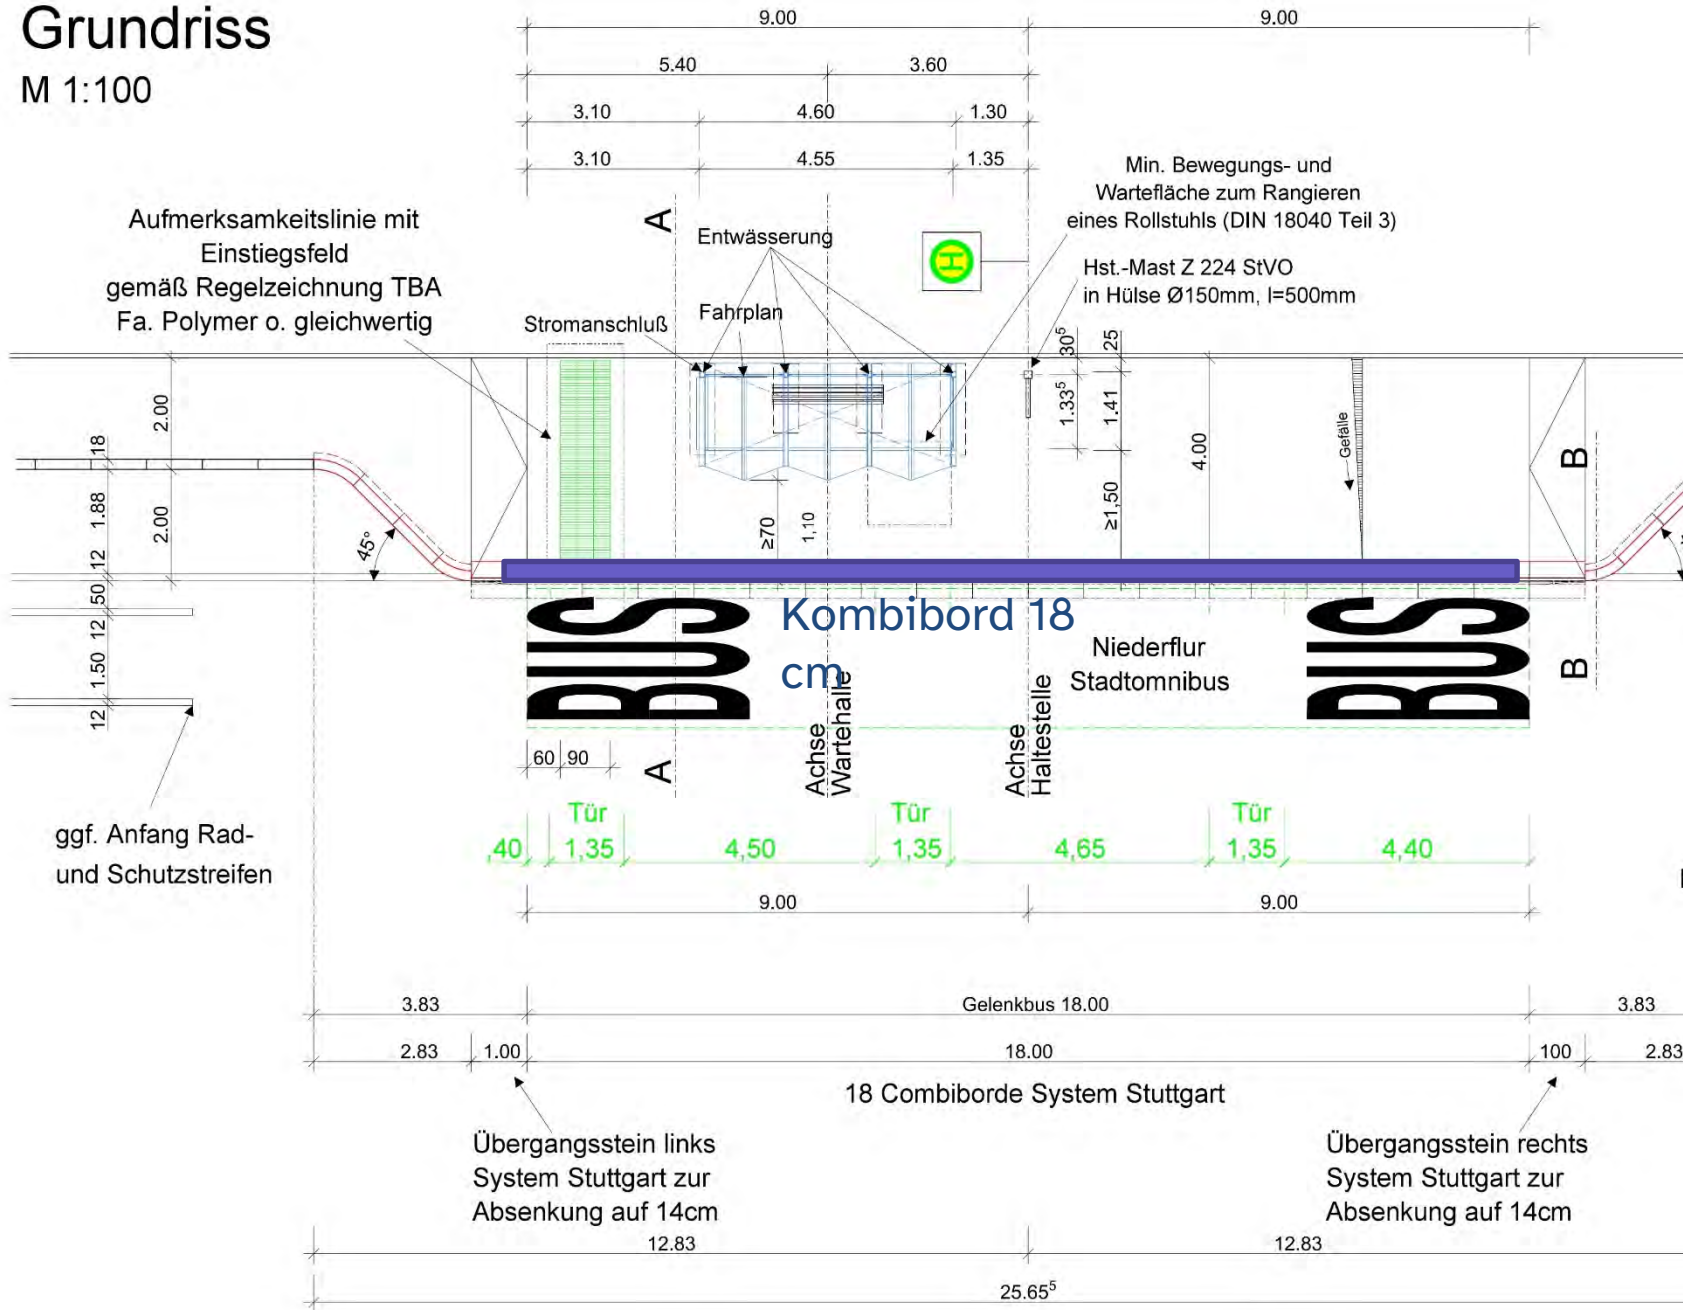 Grundriss
M 1:100
9.00
9.00
5.40
3.60
3.10
4.60
1.30
3.10
4.55
1.35
Min. Bewegungs- und
Wartefläche zum Rangieren
eines Rollstuhls (DIN 18040 Teil 3)
Aufmerksamkeitslinie mit
Einstiegsfeld
gemäß Regelzeichnung TBA
Fa. Polymer o. gleichwertig
A
Entwässerung
H
Hst.-Mast Z 224 StVO
in Hülse Ø150mm, l=500mm
Stromanschluß
Fahrplan
30⁵
25
2.00
1.33⁵
1.41
4.00
Gefälle
18
B
1.88
2.00
45°
≥70
1,10
≥1,50
12
50
12
1.50
12
BUS
Kombibord 18
cm
Niederflur
Stadtomnibus
BUS
B
60
90
A
Achse
Wartehalle
Achse
Haltestelle
ggf. Anfang Rad-
und Schutzstreifen
Tür
Tür
Tür
,40
1,35
4,50
1,35
4,65
1,35
4,40
9.00
9.00
3.83
Gelenkbus 18.00
3.83
2.83
1.00
18.00
100
2.83
18 Combiborde System Stuttgart
Übergangsstein links
System Stuttgart zur
Absenkung auf 14cm
Übergangsstein rechts
System Stuttgart zur
Absenkung auf 14cm
12.83
12.83
25.65⁵